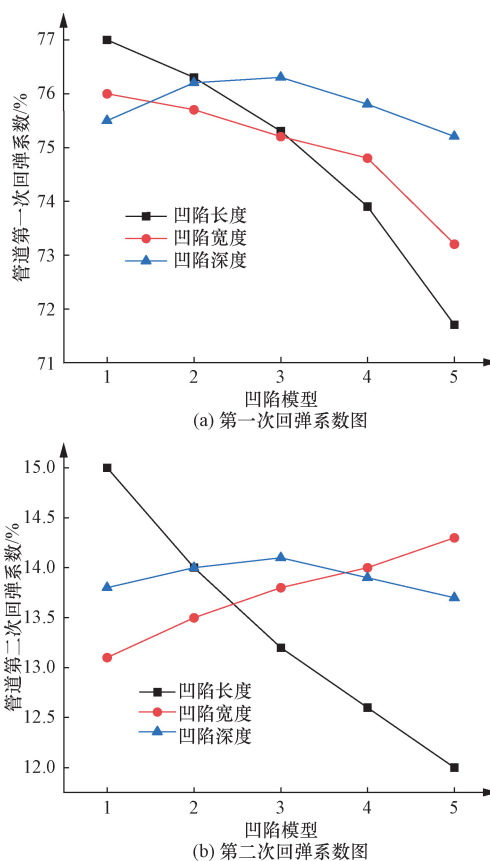 管道第一次回弹系数/%
77
76
75
74
73
72
71
凹陷长度
凹陷宽度
凹陷深度
1 2 3 4 5
凹陷模型
(a) 第一次回弹系数图
管道第二次回弹系数/%
15.0
14.5
14.0
13.5
13.0
12.5
12.0
凹陷长度
凹陷宽度
凹陷深度
1 2 3 4 5
凹陷模型
(b) 第二次回弹系数图